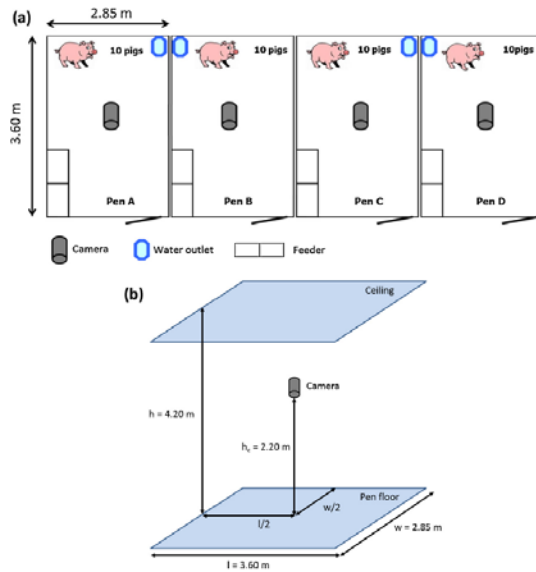 (a)
2.85 m
10 pigs
10 pigs
10 pigs
10pigs
3.60 m
Pen A
Pen B
Pen C
Pen D
Camera
Water outlet
Feeder
(b)
Ceiling
Camera
h = 4.20 m
hc = 2.20 m
Pen floor
l/2
w/2
w = 2.85 m
l = 3.60 m